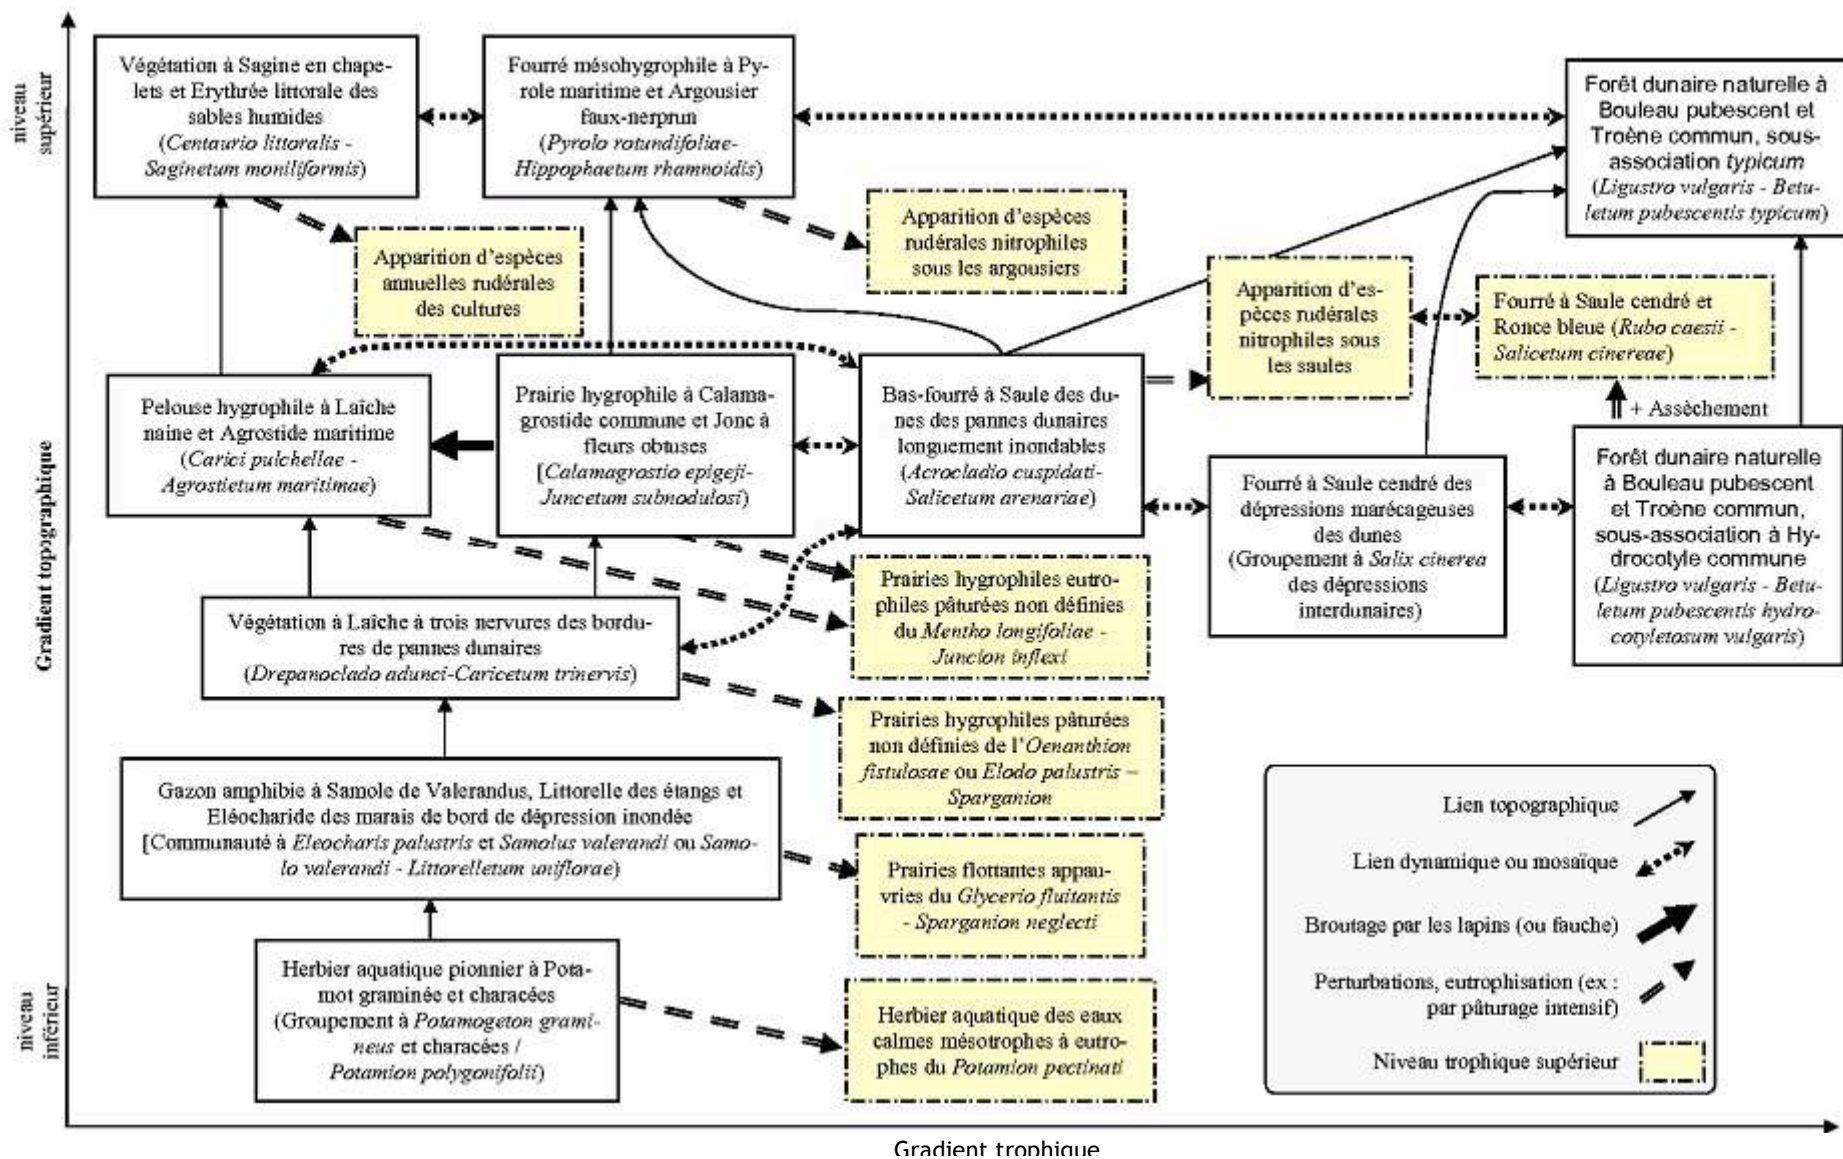 niveau
supérieur
Végétation à Sagine en chape-
lets et Erythrée littorale des
sables humides
(Centaurio littoralis -
Saginetum moniliformis)
Fourré mésohygrophile à Py-
role maritime et Argousier
faux-nerprun
(Pyrolo rotundifoliae-
Hippophaetum rhamnoidis)
Forêt dunaire naturelle à
Bouleau pubescent et
Troène commun, sous-
association typicum
(Ligustro vulgaris - Betu-
letum pubescentis typicum)
Apparition d'espèces
annuelles rudérales
des cultures
Apparition d'espèces
rudérales nitrophiles
sous les argousiers
Apparition d'es-
pèces rudérales
nitrophiles sous
les saules
Fourré à Saule cendré et
Ronce bleue (Rubo caesii -
Salicetum cinereae)
+ Assèchement
Gradient topographique
Pelouse hygrophile à Laîche
naine et Agrostide maritime
(Carici pulchellae -
Agrostietum maritimae)
Prairie hygrophile à Calama-
grostide commune et Jonc à
fleurs obtuses
[Calamagrostio epigeji-
Juncetum subnodulosi)
Bas-fourré à Saule des du-
nes des pannes dunaires
longuement inondables
(Acrocladio cuspidati-
Salicetum arenariae)
Fourré à Saule cendré des
dépressions marécageuses
des dunes
(Groupement à Salix cinerea
des dépressions
interdunaires)
Forêt dunaire naturelle
à Bouleau pubescent
et Troène commun,
sous-association à Hy-
drocotyle commune
(Ligustro vulgaris - Betu-
letum pubescentis hydro-
cotyletosum vulgaris)
Végétation à Laîche à trois nervures des bordu-
res de pannes dunaires
(Drepanoclado adunci-Caricetum trinervis)
Prairies hygrophiles eutro-
philes pâturées non définies
du Mentho longifoliae -
Juncion inflexi
Prairies hygrophiles pâturées
non définies de l'Oenanthion
fistulosae ou Elodo palustris –
Sparganion
Gazon amphibie à Samole de Valerandus, Littorelle des étangs et
Eléocharide des marais de bord de dépression inondée
[Communauté à Eleocharis palustris et Samolus valerandi ou Samo-
lo valerandi - Littorelletum uniflorae)
Prairies flottantes appau-
vries du Glycerio fluitantis
- Sparganion neglecti
niveau
inférieur
Herbier aquatique pionnier à Pota-
mot graminée et characées
(Groupement à Potamogeton grami-
neus et characées /
Potamion polygonifolii)
Herbier aquatique des eaux
calmes mésotrophes à eutro-
phes du Potamion pectinati
Lien topographique
Lien dynamique ou mosaïque
Broutage par les lapins (ou fauche)
Perturbations, eutrophisation (ex :
par pâturage intensif)
Niveau trophique supérieur
Gradient trophique